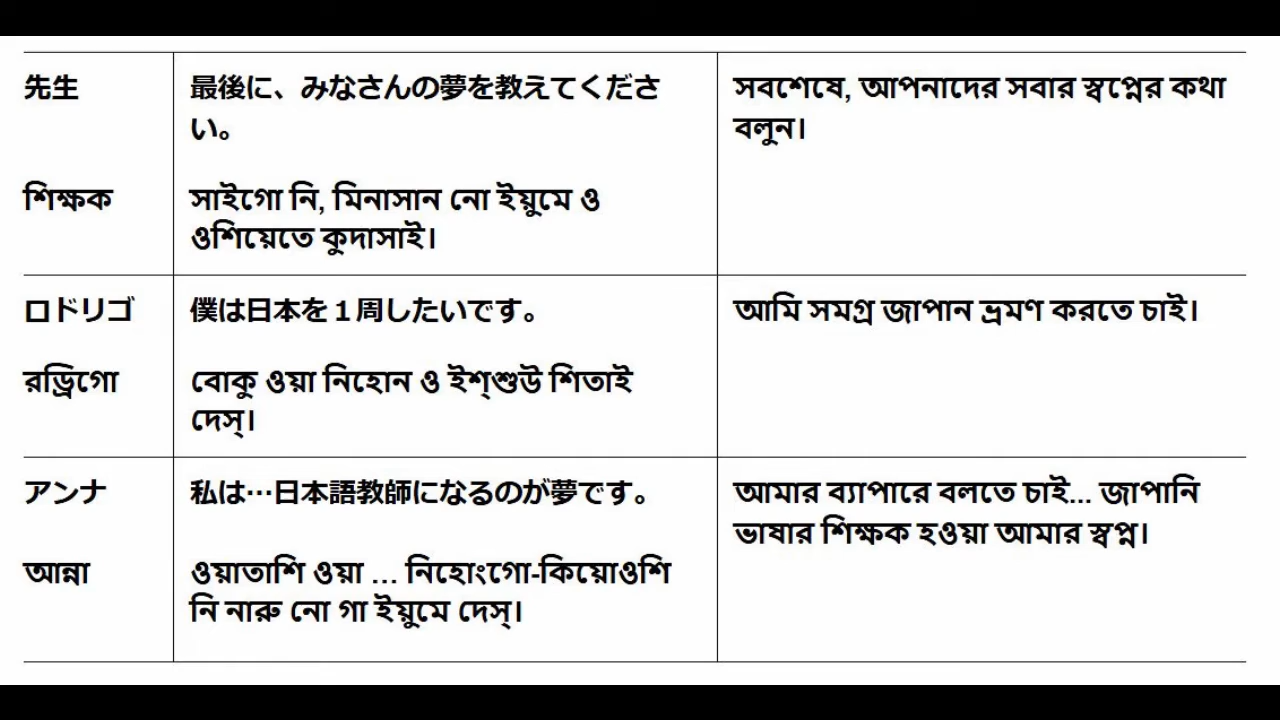 先生
最後に、みなさんの夢を教えてくださ
い。
সবশেষে, আপনাদের সবার স্বপ্নের কথা
বলুন।
শিক্ষক
সাইগো নি, মিনাসান নো ইয়ুমে ও
ওশিয়েতে কুদাসাই।
ロドリゴ
僕は日本を１周したいです。
আমি সমগ্র জাপান ভ্রমণ করতে চাই।
রড্রিগো
বোকু ওয়া নিহোন ও ইশ্শুউ শিতাই
দেস্।
アンナ
私は…日本語教師になるのが夢です。
আমার ব্যাপারে বলতে চাই... জাপানি
ভাষার শিক্ষক হওয়া আমার স্বপ্ন।
আন্না
ওয়াতাশি ওয়া ... নিহোংগো-কিয়োওশি
নি নারু নো গা ইয়ুমে দেস্।